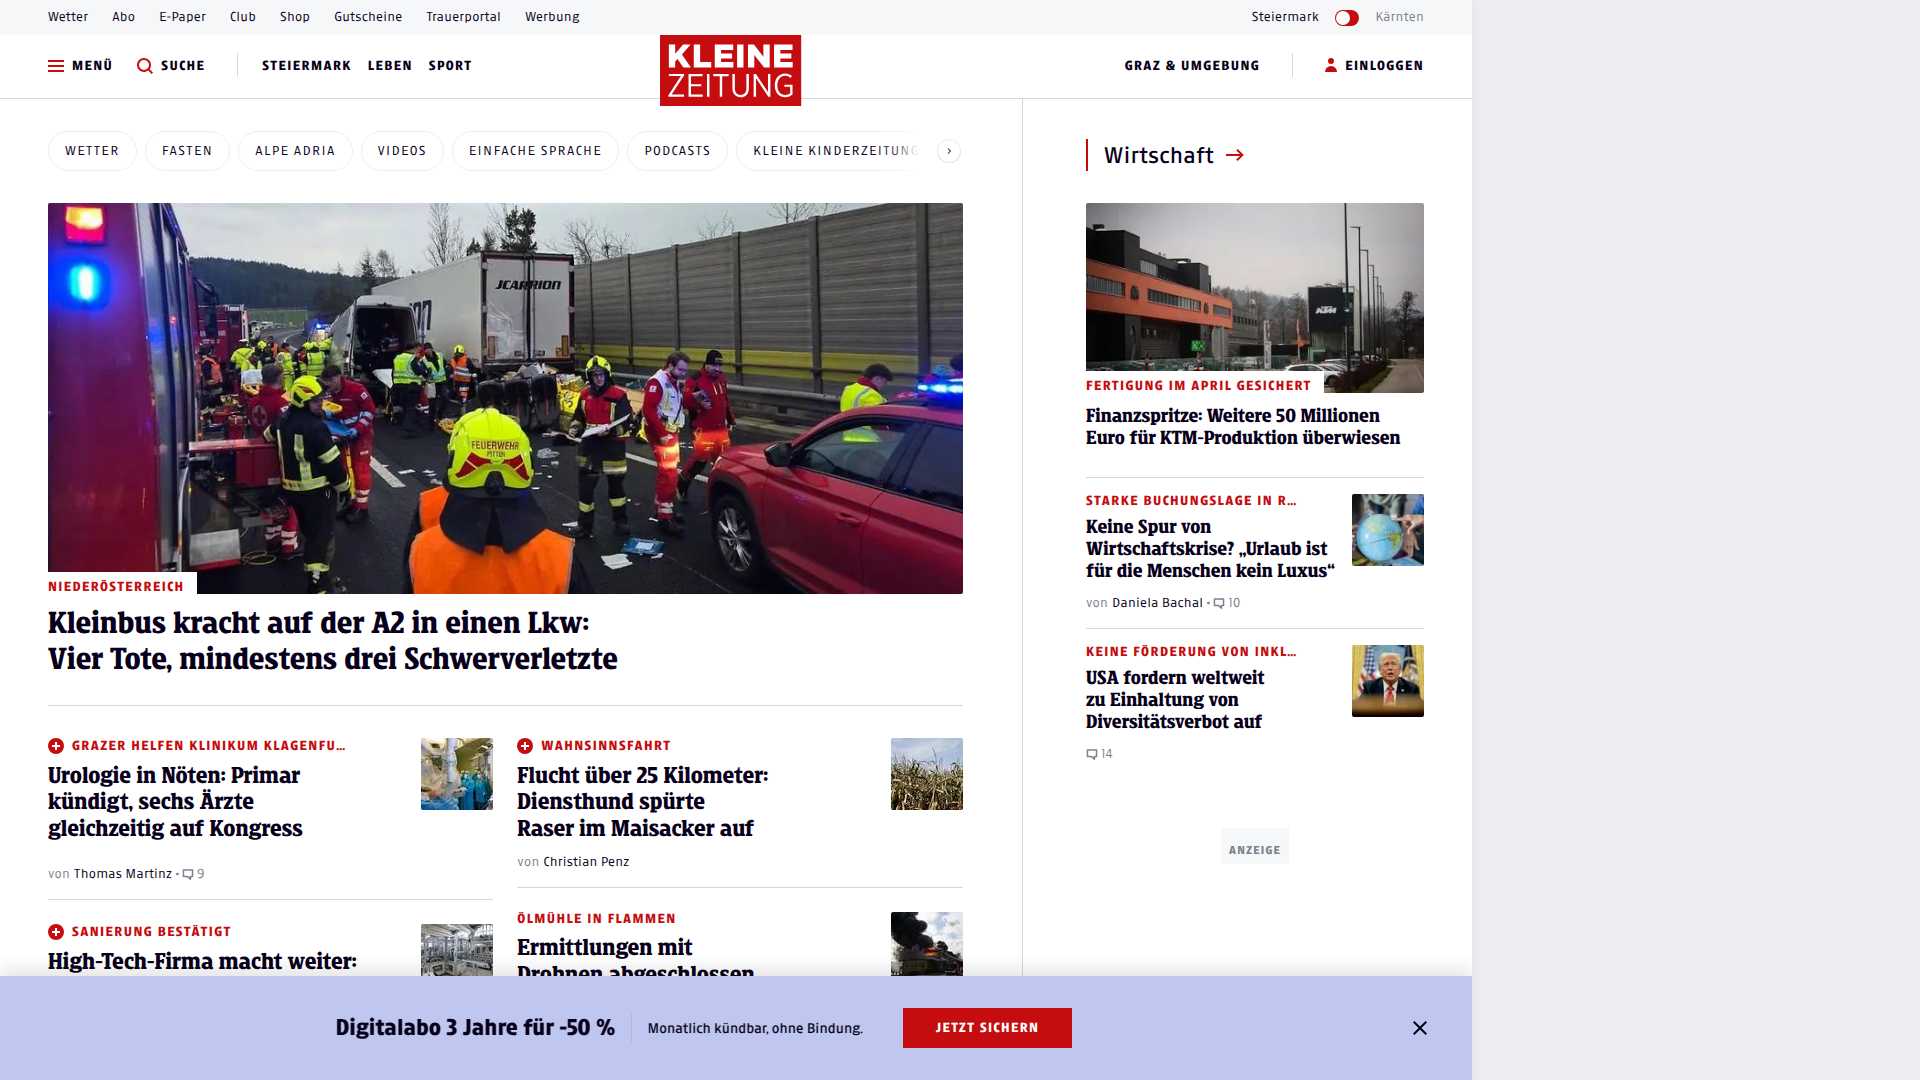 Wetter Abo E-Paper Club Shop Gutscheine Trauerportal Werbung Steiermark Kärnten
MENÜ SUCHE STEIERMARK LEBEN SPORT
KLEINE
ZEITUNG
GRAZ & UMGEBUNG EINLOGGEN
WETTER FASTEN ALPE ADRIA VIDEOS EINFACHE SPRACHE PODCASTS KLEINE KINDERZEITUNG
JCARRION
FEUERWEHR
PITTEN
NIEDERÖSTERREICH
Kleinbus kracht auf der A2 in einen Lkw:
Vier Tote, mindestens drei Schwerverletzte
GRAZER HELFEN KLINIKUM KLAGENFU...
Urologie in Nöten: Primar
kündigt, sechs Ärzte
gleichzeitig auf Kongress
von Thomas Martinz • 9
SANIERUNG BESTÄTIGT
High-Tech-Firma macht weiter:
WAHNSINNSFAHRT
Flucht über 25 Kilometer:
Diensthund spürte
Raser im Maisacker auf
von Christian Penz
ÖLMÜHLE IN FLAMMEN
Ermittlungen mit
Drohnen abgeschlossen
Wirtschaft
KTM
FERTIGUNG IM APRIL GESICHERT
Finanzspritze: Weitere 50 Millionen
Euro für KTM-Produktion überwiesen
STARKE BUCHUNGSLAGE IN R...
Keine Spur von
Wirtschaftskrise? „Urlaub ist
für die Menschen kein Luxus“
von Daniela Bachal • 10
KEINE FÖRDERUNG VON INKL...
USA fordern weltweit
zu Einhaltung von
Diversitätsverbot auf
14
ANZEIGE
Digitalabo 3 Jahre für -50 %
Monatlich kündbar, ohne Bindung.
JETZT SICHERN